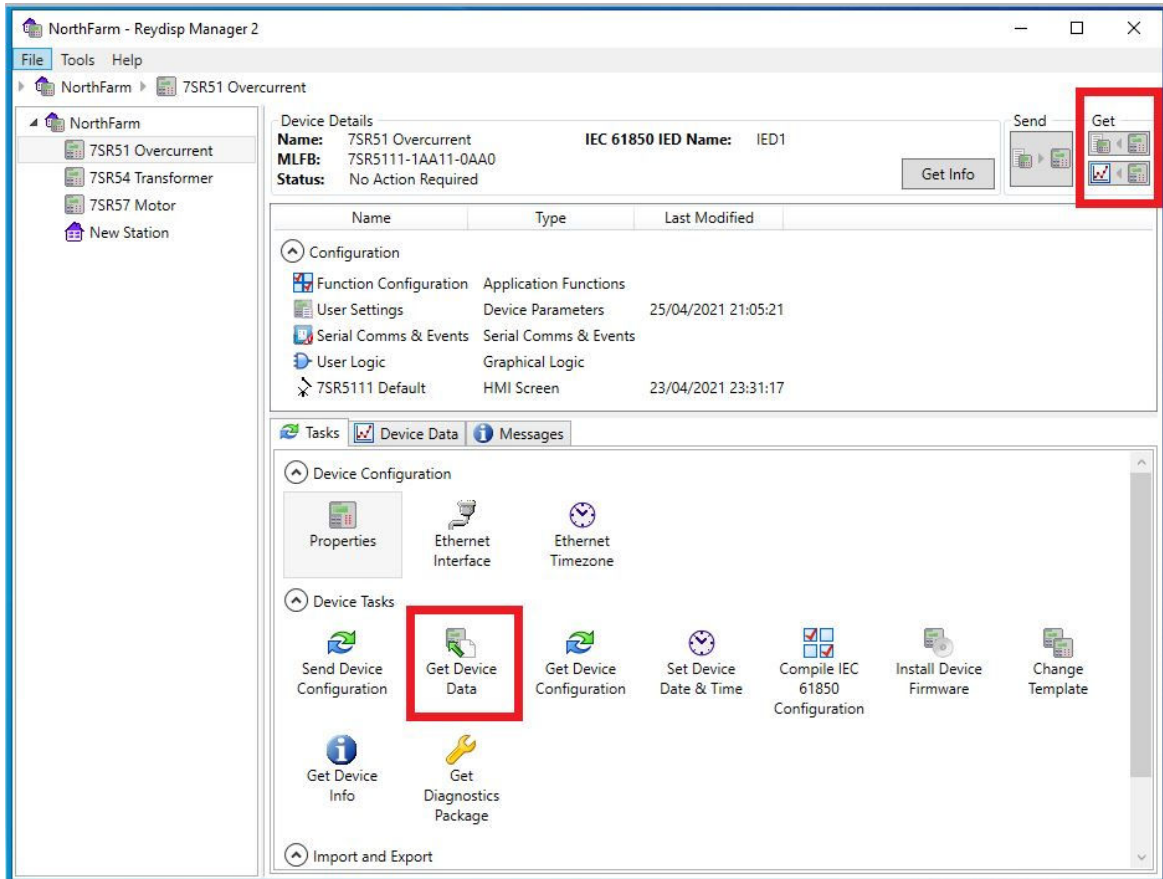 NorthFarm - Reydisp Manager 2
File Tools Help
NorthFarm 7SR51 Overcurrent
NorthFarm
7SR51 Overcurrent
7SR54 Transformer
7SR57 Motor
New Station
Device Details
Name: 7SR51 Overcurrent IEC 61850 IED Name: IED1
MLFB: 7SR5111-1AA11-0AA0
Status: No Action Required
Get Info
Send
Get
Name Type Last Modified
Configuration
Function Configuration Application Functions
User Settings Device Parameters 25/04/2021 21:05:21
Serial Comms & Events Serial Comms & Events
User Logic Graphical Logic
7SR5111 Default HMI Screen 23/04/2021 23:31:17
Tasks Device Data Messages
Device Configuration
Properties
Ethernet
Interface
Ethernet
Timezone
Device Tasks
Send Device
Configuration
Get Device
Data
Get Device
Configuration
Set Device
Date & Time
Compile IEC
61850
Configuration
Install Device
Firmware
Change
Template
Get Device
Info
Get
Diagnostics
Package
Import and Export